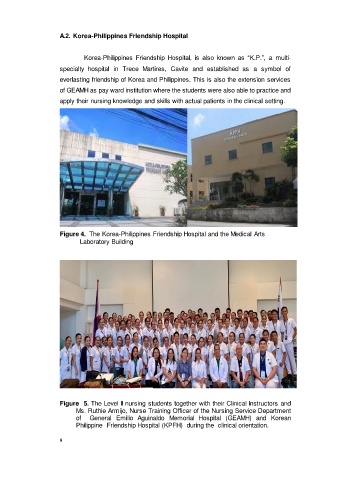 A.2. Korea-Philippines Friendship Hospital
Korea-Philippines Friendship Hospital, is also known as “K.P.”, a multi-
specialty hospital in Trece Martires, Cavite and established as a symbol of
everlasting friendship of Korea and Philippines. This is also the extension services
of GEAMH as pay ward institution where the students were also able to practice and
apply their nursing knowledge and skills with actual patients in the clinical setting.
Figure 4. The Korea-Philippines Friendship Hospital and the Medical Arts
Laboratory Building
Figure 5. The Level II nursing students together with their Clinical Instructors and
Ms. Ruthie Armijo, Nurse Training Officer of the Nursing Service Department
of General Emilio Aguinaldo Memorial Hospital (GEAMH) and Korean
Philippine Friendship Hospital (KPFH) during the clinical orientation.